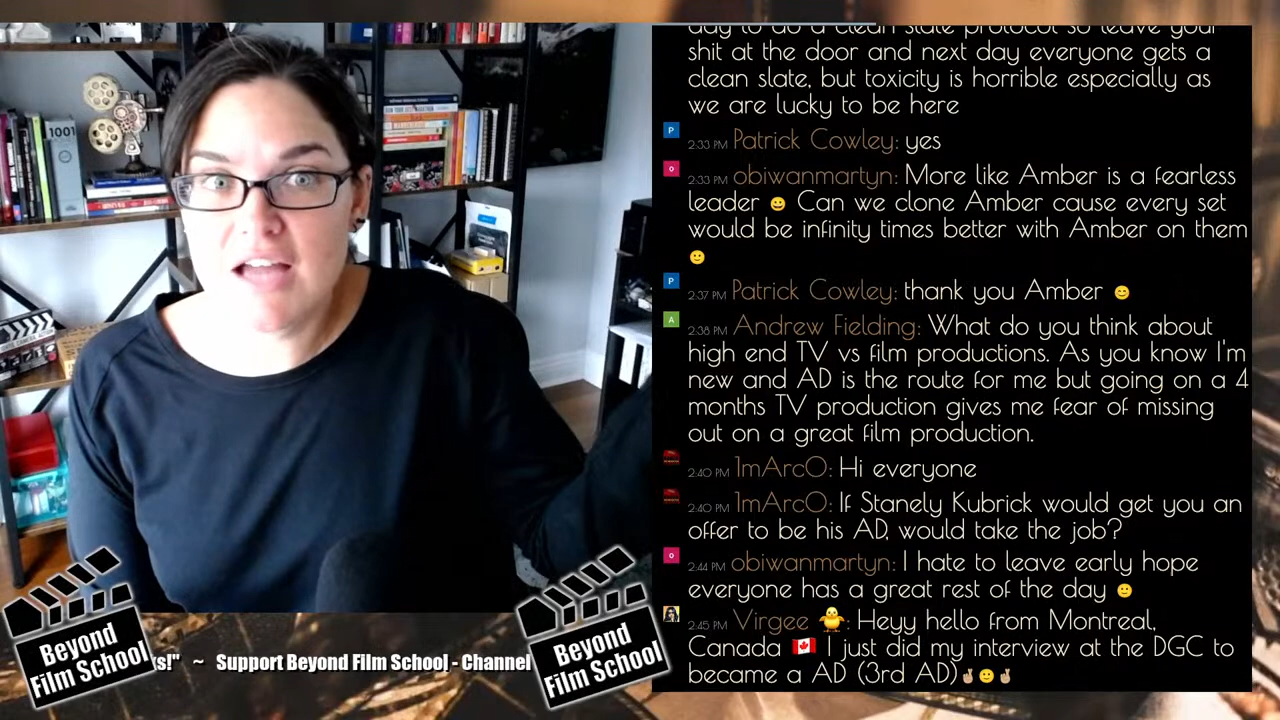 day to do a clean slate protocol so leave your
shit at the door and next day everyone gets a
clean slate, but toxicity is horrible especially as
we are lucky to be here
P 2:33 PM Patrick Cowley: yes
o 2:33 PM obiwanmartyn: More like Amber is a fearless
leader 😀 Can we clone Amber cause every set
would be infinity times better with Amber on them
🙂
P 2:37 PM Patrick Cowley: thank you Amber 😊
A 2:38 PM Andrew Fielding: What do you think about
high end TV vs film productions. As you know I'm
new and AD is the route for me but going on a 4
months TV production gives me fear of missing
out on a great film production.
2:40 PM 1mArcO: Hi everyone
2:40 PM 1mArcO: If Stanely Kubrick would get you an
offer to be his AD, would take the job?
o 2:44 PM obiwanmartyn: I hate to leave early hope
everyone has a great rest of the day 🙂
2:45 PM Virgee 🐥: Heyy hello from Montreal,
Canada 🇨🇦 I just did my interview at the DGC to
became a AD (3rd AD)✌🏼🙂✌🏼
1001
Beyond
Film School
ts!" ~ Support Beyond Film School - Channel
Beyond
Film School